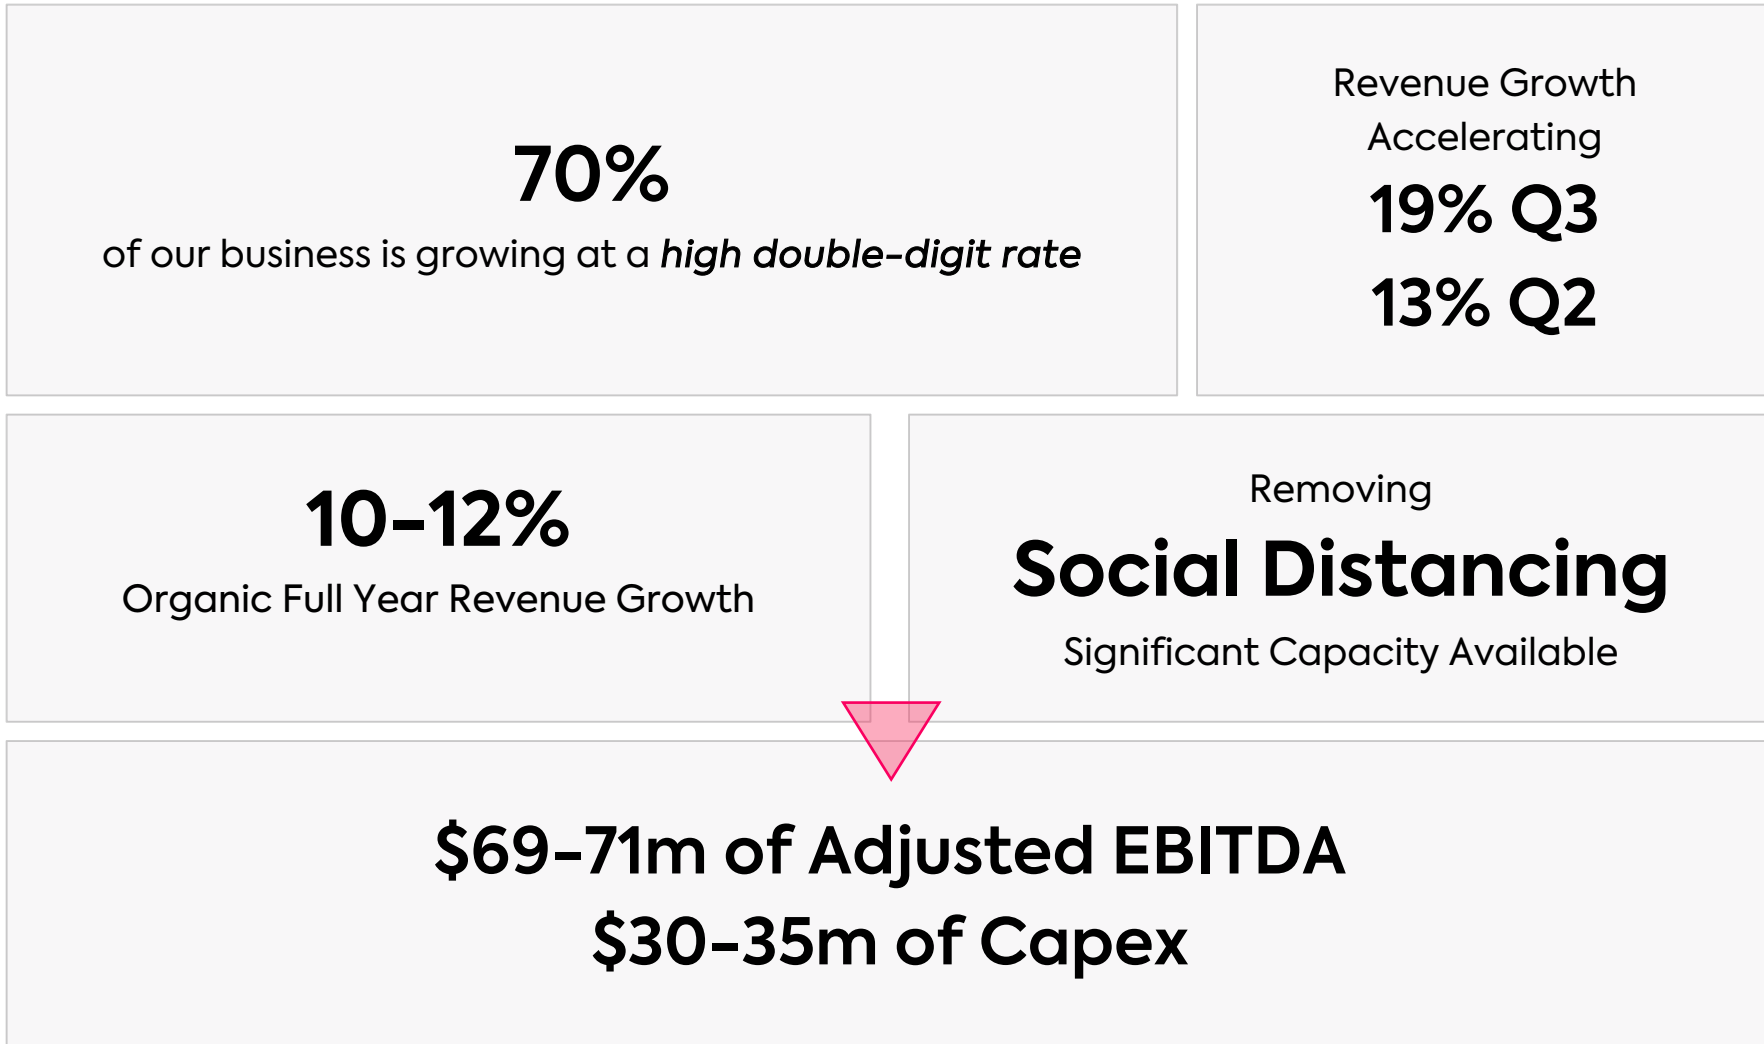 70%
of our business is growing at a high double-digit rate
Revenue Growth
Accelerating
19% Q3
13% Q2
10-12%
Organic Full Year Revenue Growth
Removing
Social Distancing
Significant Capacity Available
$69-71m of Adjusted EBITDA
$30-35m of Capex